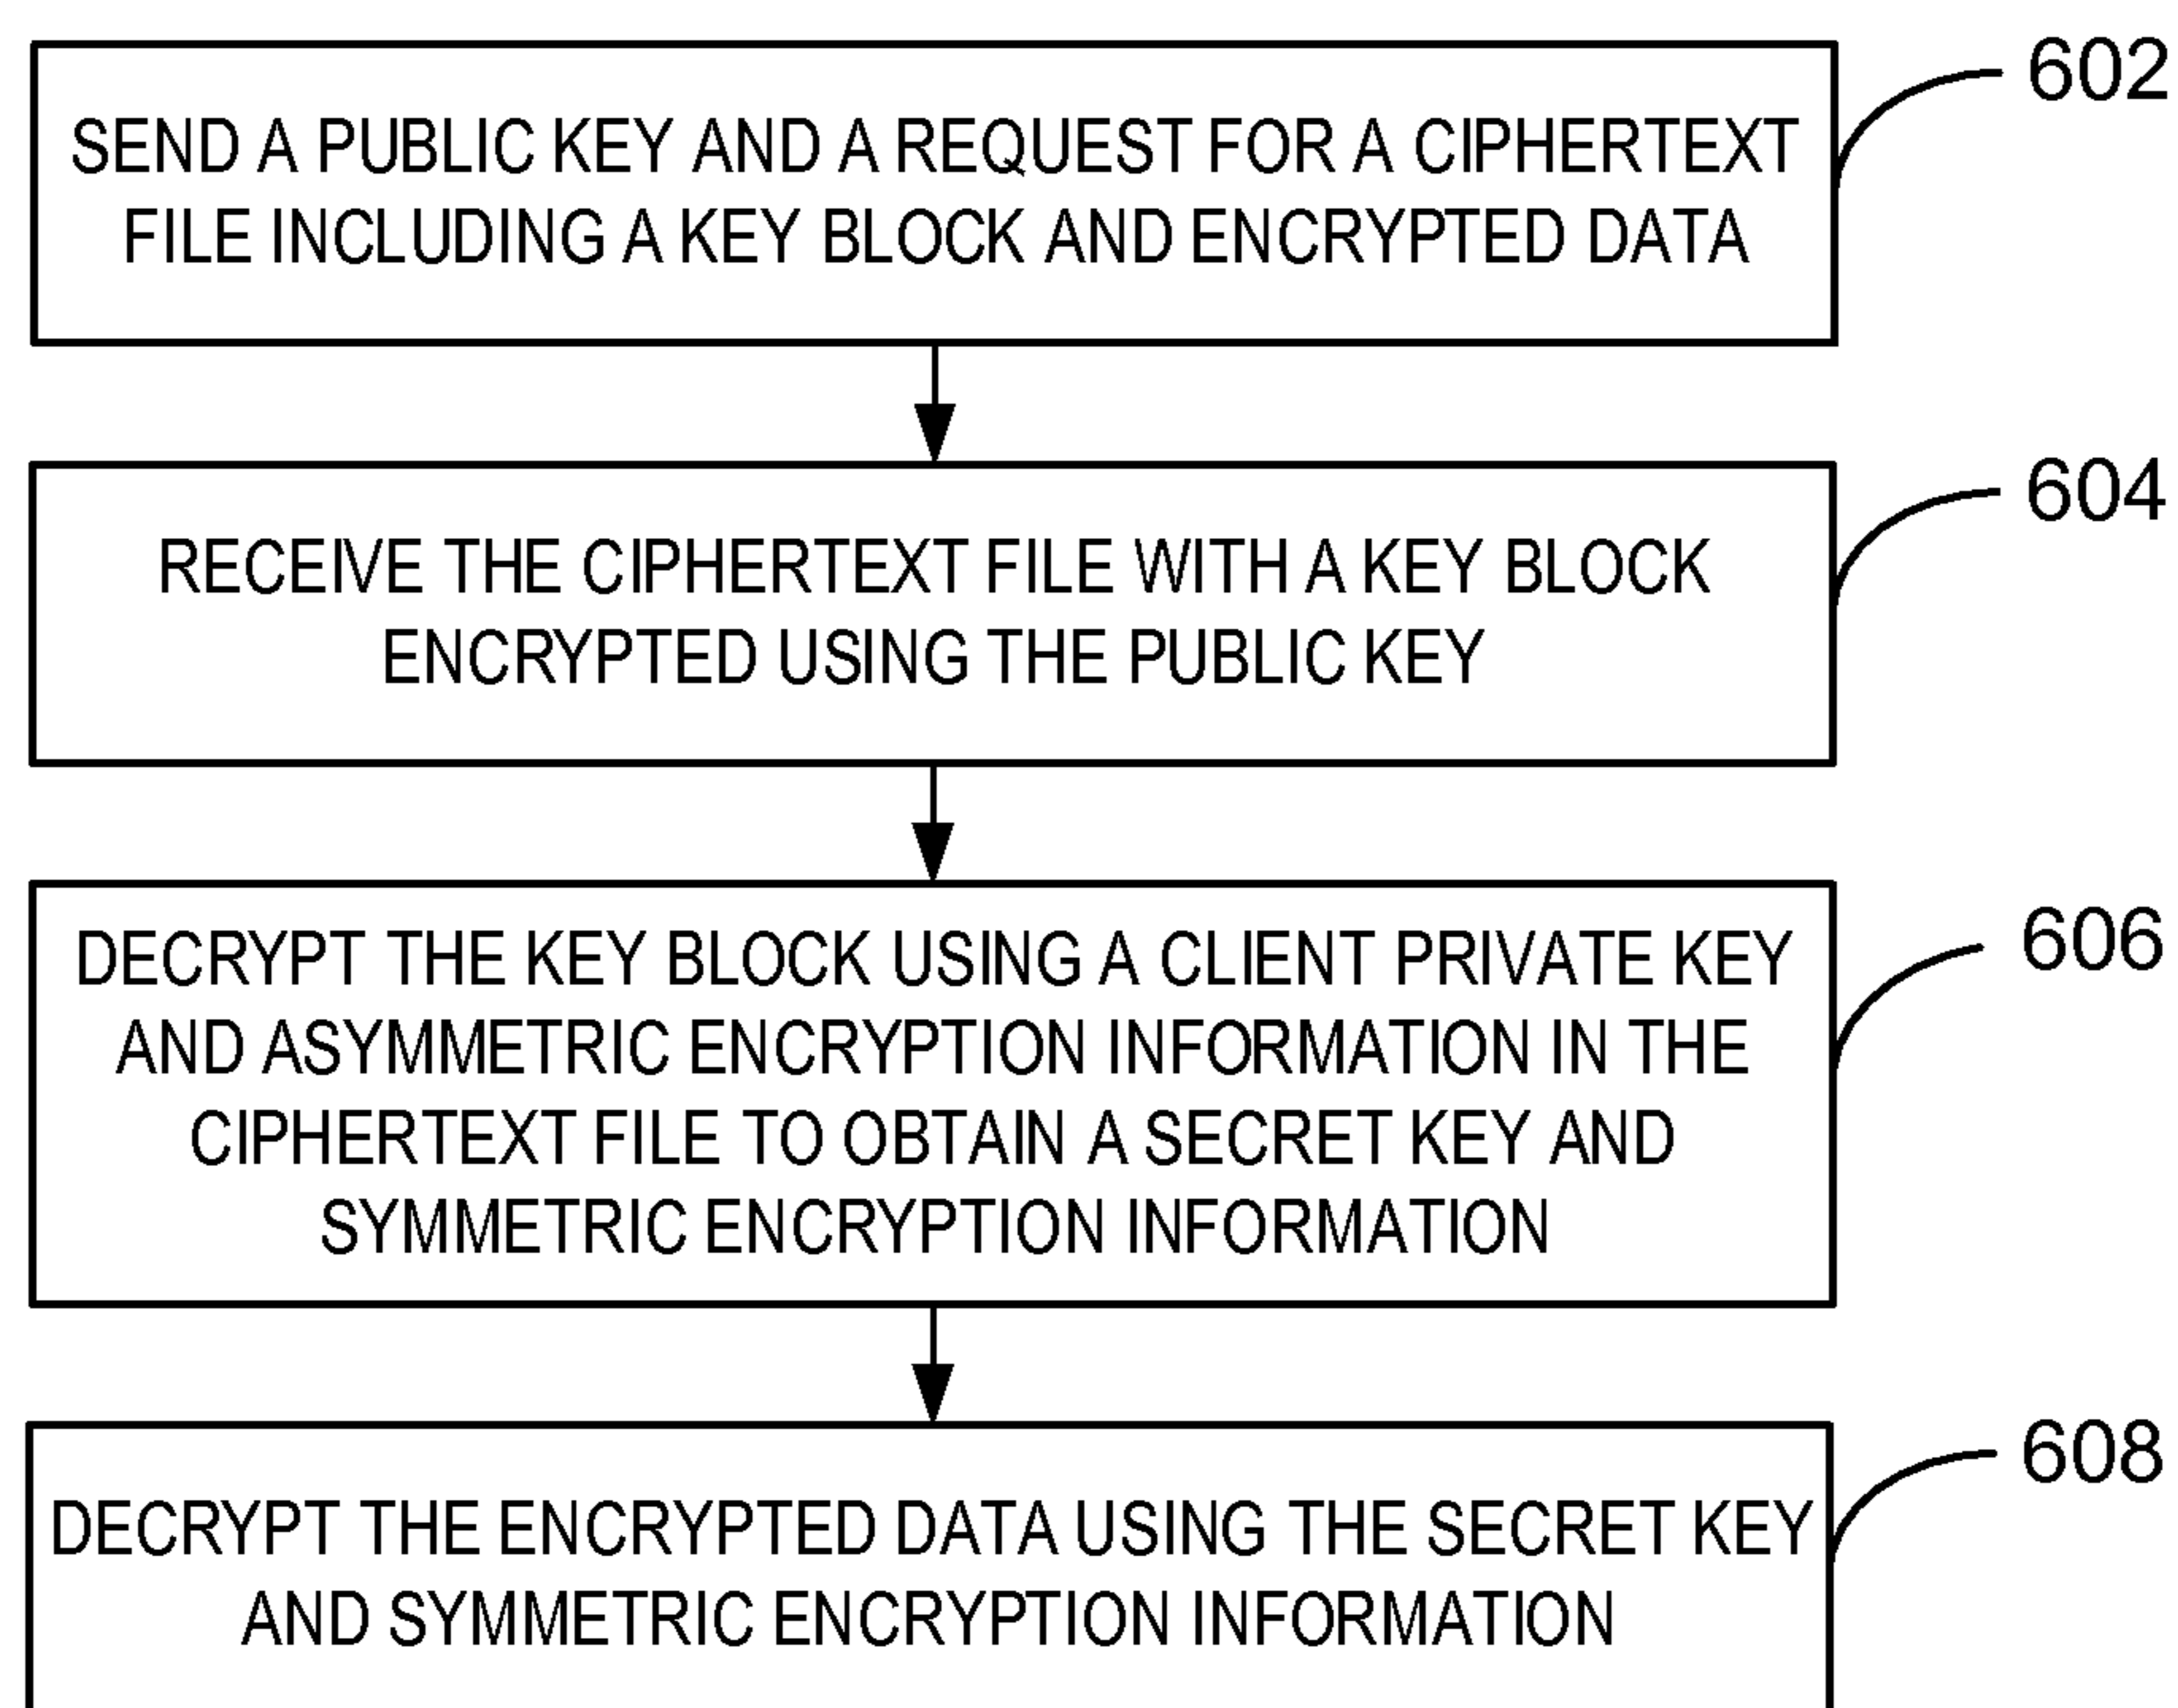 602
SEND A PUBLIC KEY AND A REQUEST FOR A CIPHERTEXT
FILE INCLUDING A KEY BLOCK AND ENCRYPTED DATA
604
RECEIVE THE CIPHERTEXT FILE WITH A KEY BLOCK
ENCRYPTED USING THE PUBLIC KEY
606
DECRYPT THE KEY BLOCK USING A CLIENT PRIVATE KEY
AND ASYMMETRIC ENCRYPTION INFORMATION IN THE
CIPHERTEXT FILE TO OBTAIN A SECRET KEY AND
SYMMETRIC ENCRYPTION INFORMATION
608
DECRYPT THE ENCRYPTED DATA USING THE SECRET KEY
AND SYMMETRIC ENCRYPTION INFORMATION